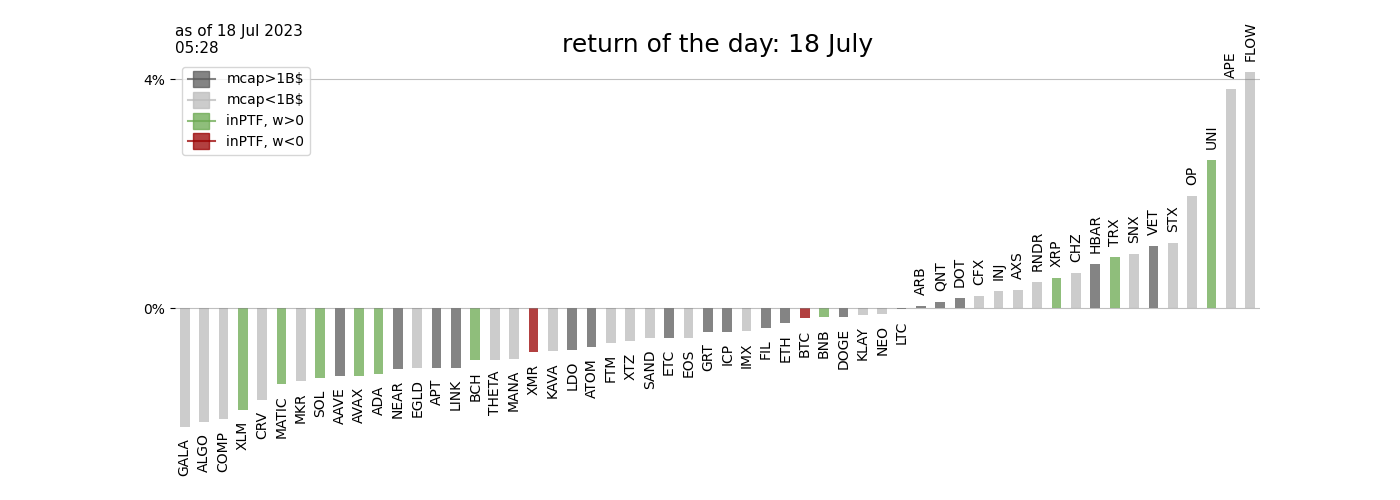 as of 18 Jul 2023
05:28
return of the day: 18 July
4%
mcap>1B$
mcap<1B$
inPTF, w>0
inPTF, w<0
0%
GALA
ALGO
COMP
XLM
CRV
MATIC
MKR
SOL
AAVE
AVAX
ADA
NEAR
EGLD
APT
LINK
BCH
THETA
MANA
XMR
KAVA
LDO
ATOM
FTM
XTZ
SAND
ETC
EOS
GRT
ICP
IMX
FIL
ETH
BTC
BNB
DOGE
KLAY
NEO
LTC
ARB
QNT
DOT
CFX
INJ
AXS
RNDR
XRP
CHZ
HBAR
TRX
SNX
VET
STX
OP
UNI
APE
FLOW